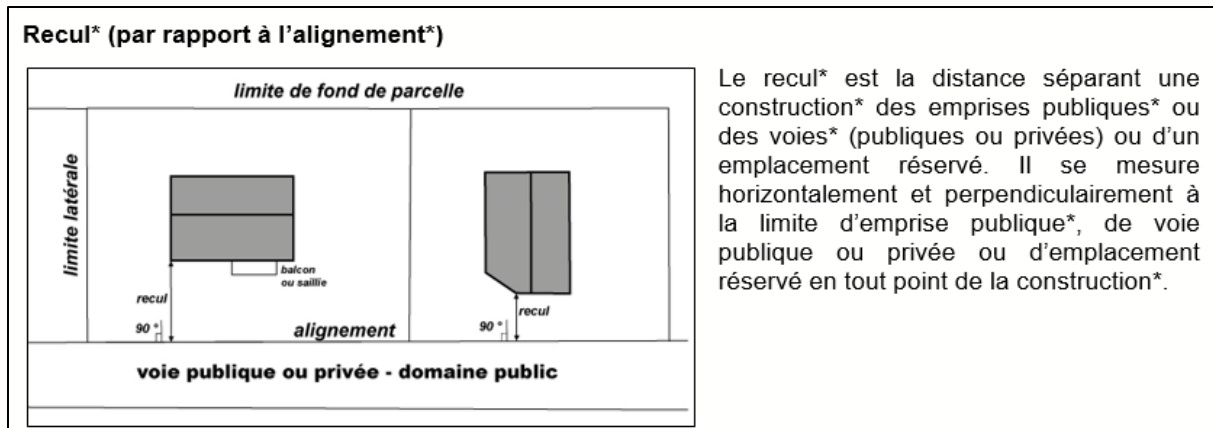 Recul* (par rapport à l'alignement*)
limite de fond de parcelle
limite latérale
balcon
ou saillie
recul
90 °
alignement
recul
90 °
voie publique ou privée - domaine public
Le recul* est la distance séparant une
construction* des emprises publiques* ou
des voies* (publiques ou privées) ou d'un
emplacement réservé. Il se mesure
horizontalement et perpendiculairement à
la limite d'emprise publique*, de voie
publique ou privée ou d'emplacement
réservé en tout point de la construction*.